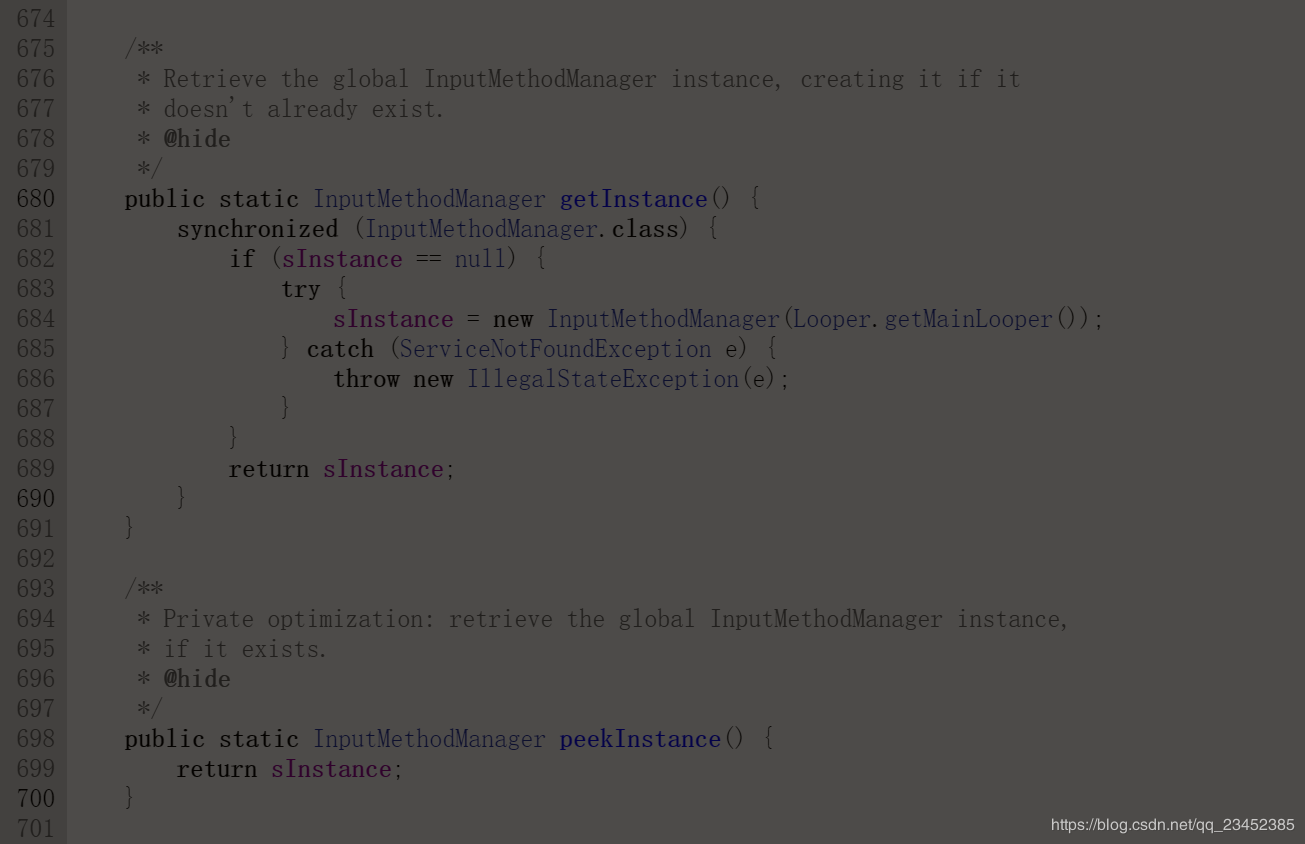 674
675 /**
676 * Retrieve the global InputMethodManager instance, creating it if it
677 * doesn't already exist.
678 * @hide
679 */
680 public static InputMethodManager getInstance() {
681 synchronized (InputMethodManager.class) {
682 if (sInstance == null) {
683 try {
684 sInstance = new InputMethodManager(Looper.getMainLooper());
685 } catch (ServiceNotFoundException e) {
686 throw new IllegalStateException(e);
687 }
688 }
689 return sInstance;
690 }
691 }
692
693 /**
694 * Private optimization: retrieve the global InputMethodManager instance,
695 * if it exists.
696 * @hide
697 */
698 public static InputMethodManager peekInstance() {
699 return sInstance;
700 }
701
https://blog.csdn.net/qq_23452385